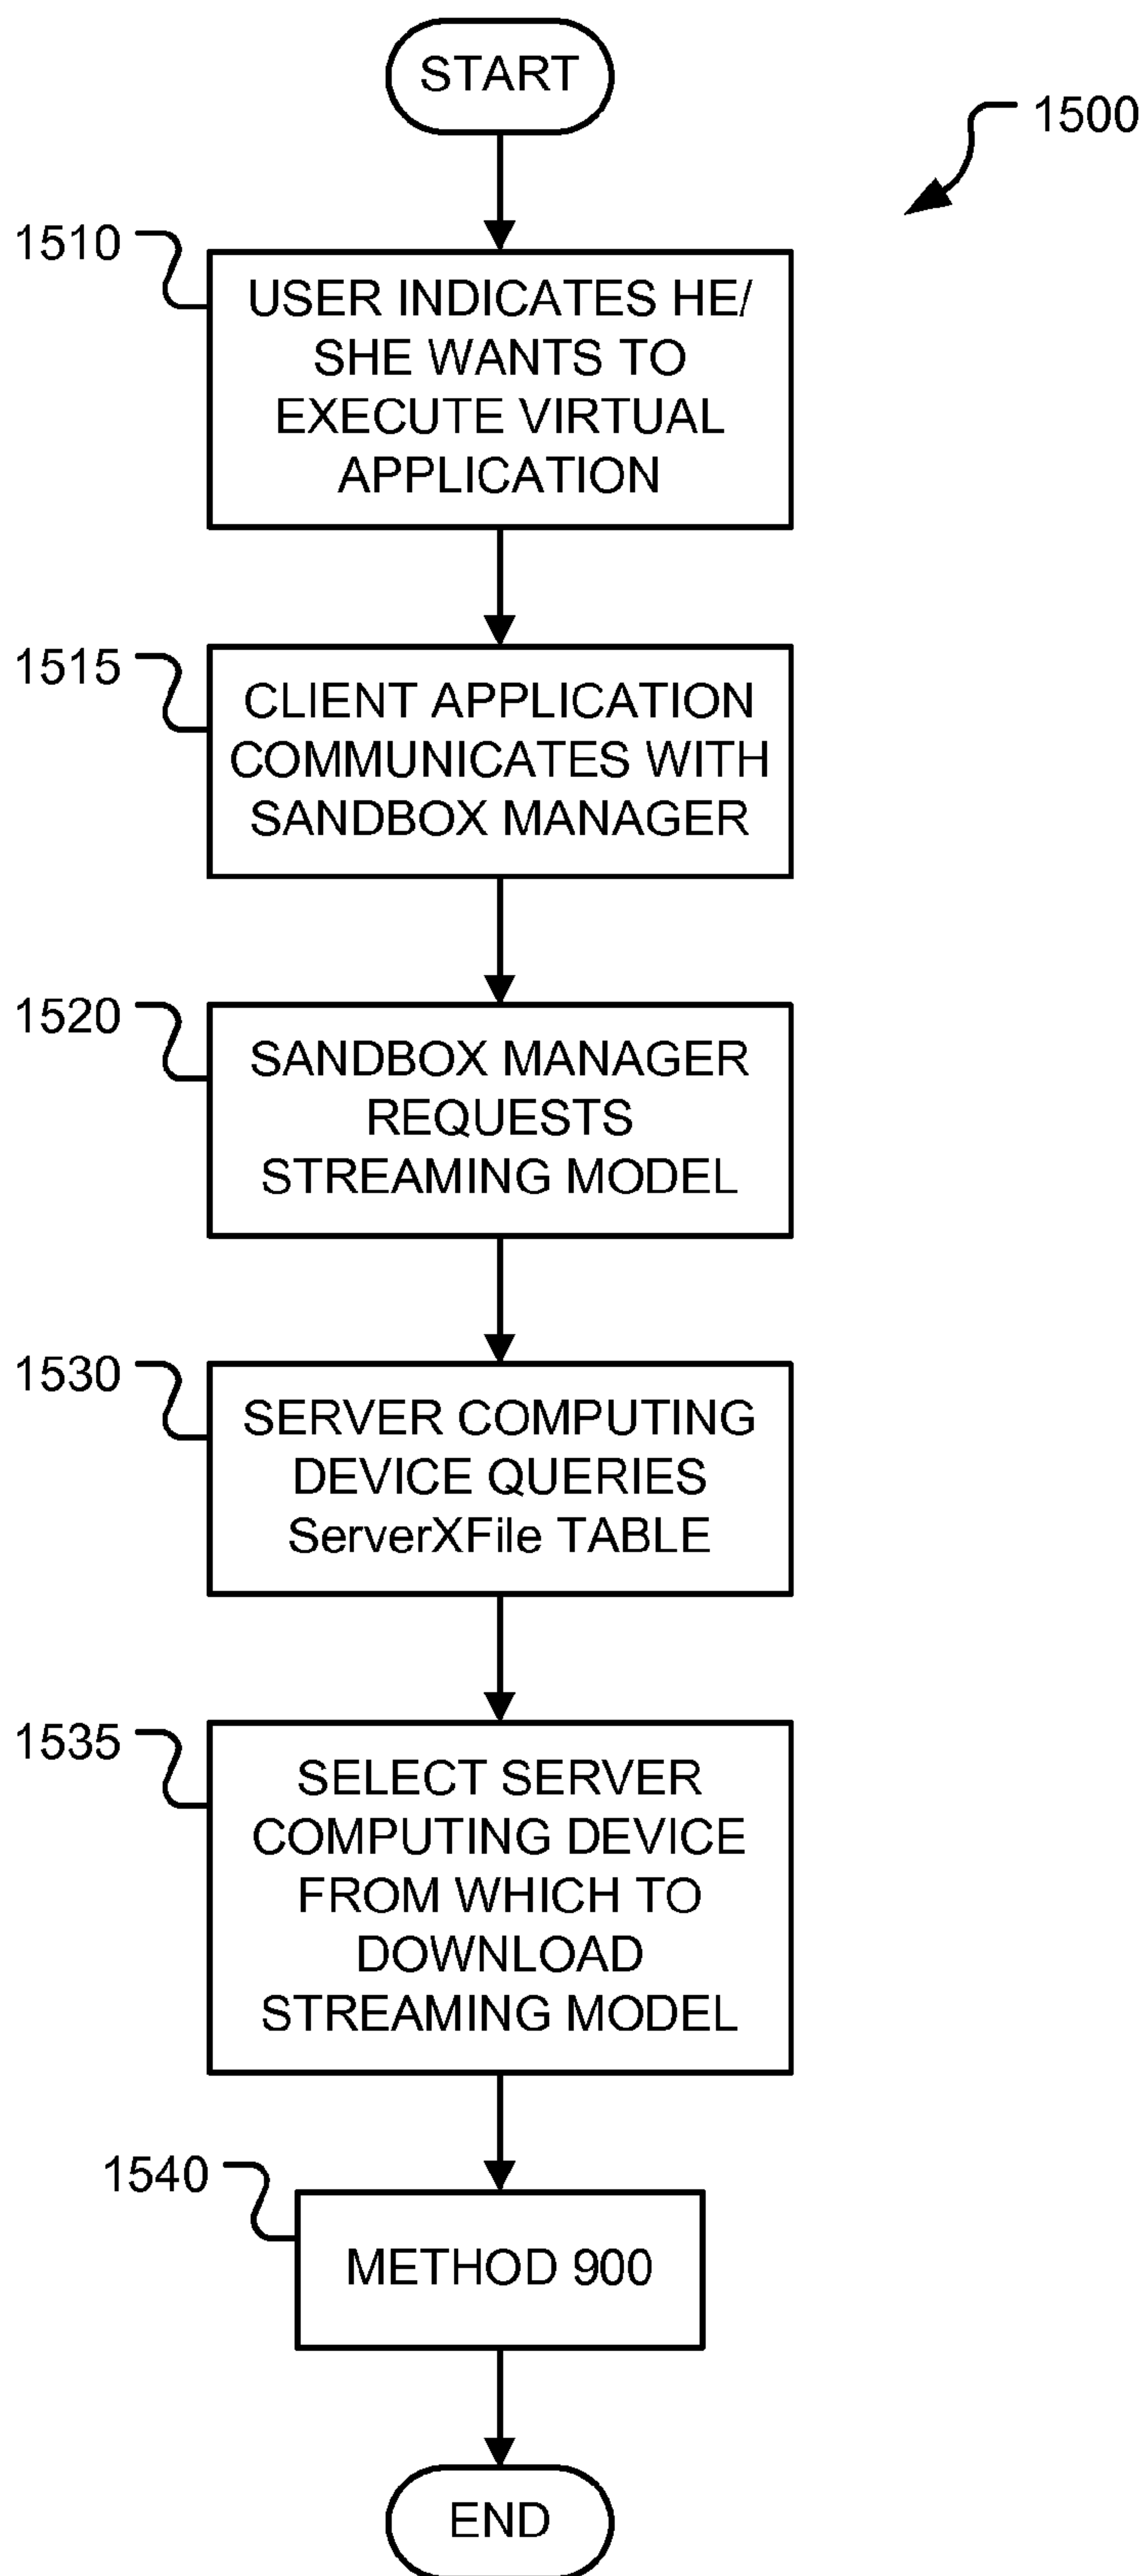 START
1500
1510
USER INDICATES HE/
SHE WANTS TO
EXECUTE VIRTUAL
APPLICATION
1515
CLIENT APPLICATION
COMMUNICATES WITH
SANDBOX MANAGER
1520
SANDBOX MANAGER
REQUESTS
STREAMING MODEL
1530
SERVER COMPUTING
DEVICE QUERIES
ServerXFile TABLE
1535
SELECT SERVER
COMPUTING DEVICE
FROM WHICH TO
DOWNLOAD
STREAMING MODEL
1540
METHOD 900
END